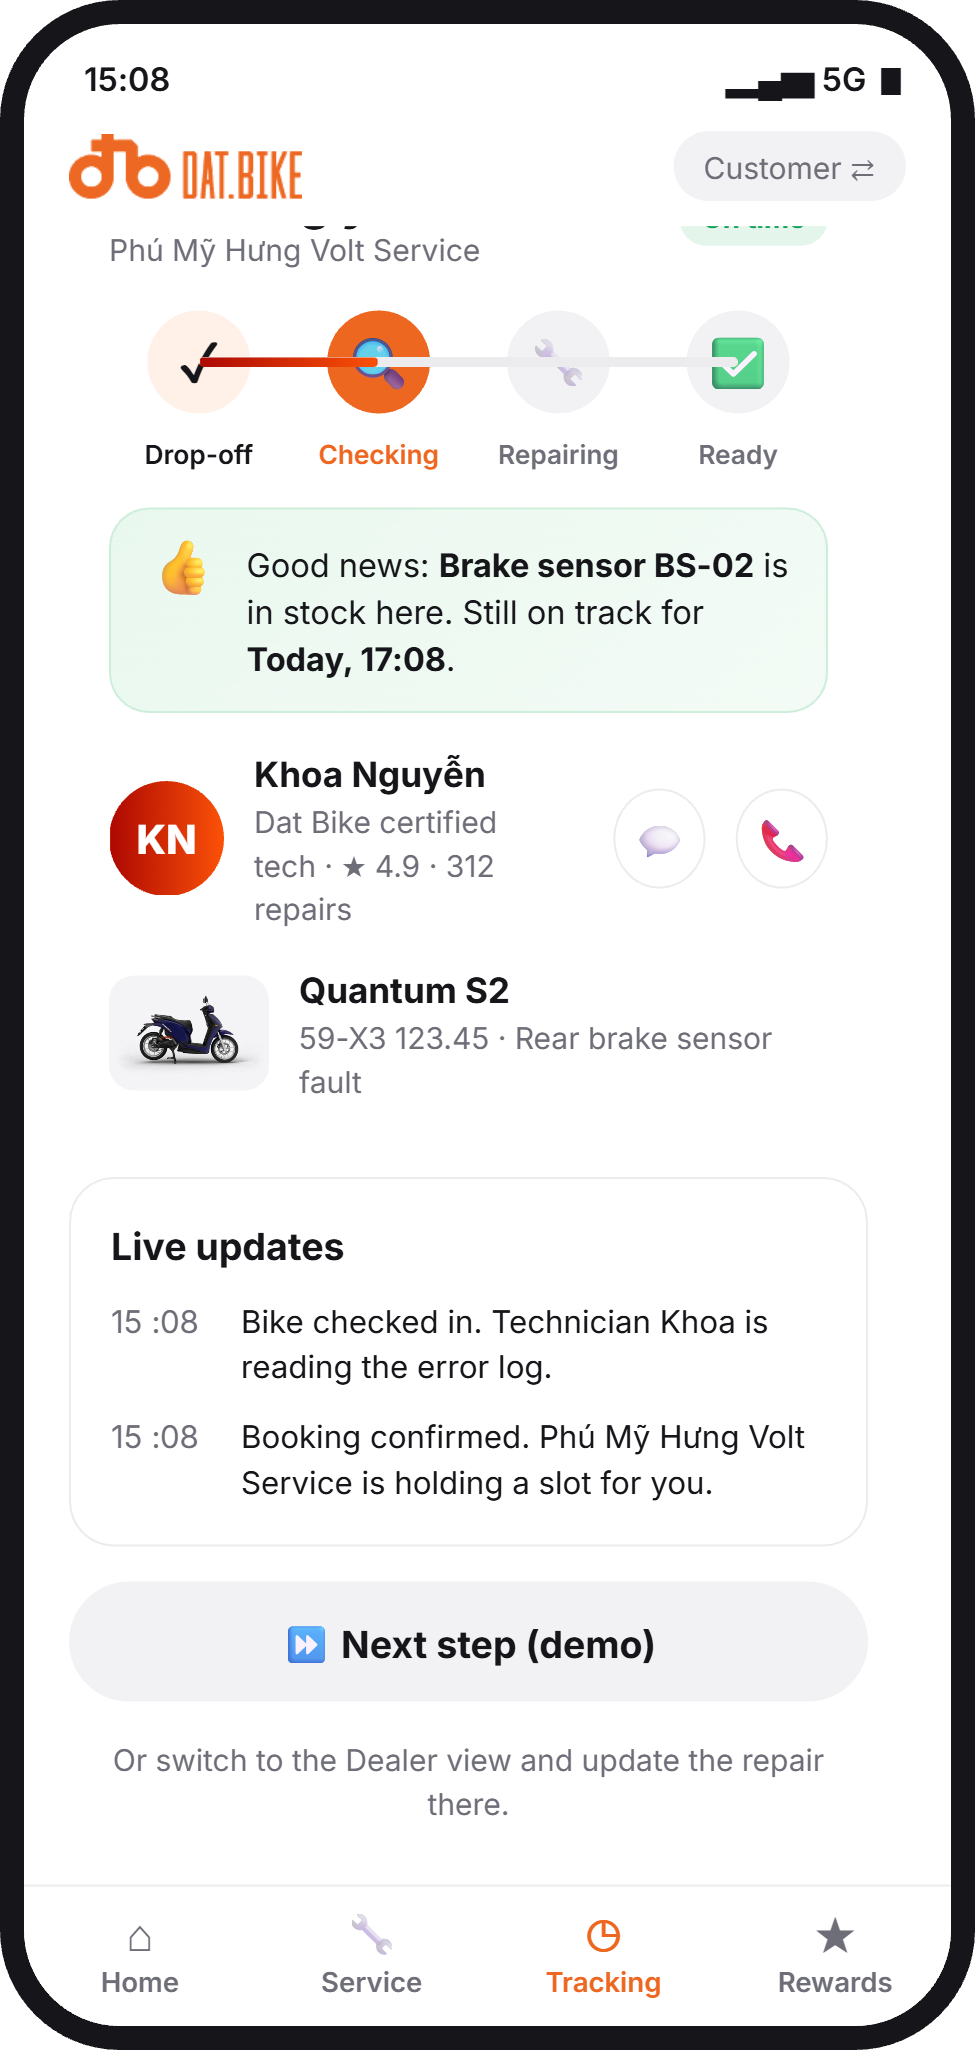 15:08
5G
DAT.BIKE
Customer ⇄
Phú Mỹ Hưng Volt Service
Drop-off
Checking
Repairing
Ready
Good news: Brake sensor BS-02 is
in stock here. Still on track for
Today, 17:08.
KN
Khoa Nguyễn
Dat Bike certified
tech · ★ 4.9 · 312
repairs
Quantum S2
59-X3 123.45 · Rear brake sensor
fault
Live updates
15 :08
Bike checked in. Technician Khoa is
reading the error log.
15 :08
Booking confirmed. Phú Mỹ Hưng Volt
Service is holding a slot for you.
Next step (demo)
Or switch to the Dealer view and update the repair
there.
Home
Service
Tracking
Rewards